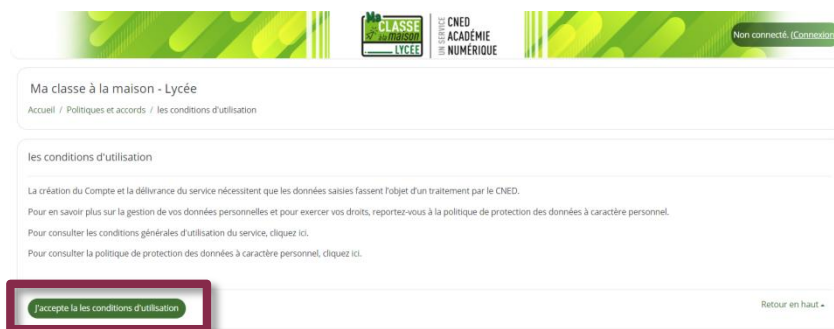 Ma
CLASSE
à la maison
LYCÉE
UN SERVICE
CNED
ACADÉMIE
NUMÉRIQUE
Non connecté. (Connexion
Ma classe à la maison - Lycée
Accueil / Politiques et accords / les conditions d'utilisation
les conditions d'utilisation
La création du Compte et la délivrance du service nécessitent que les données saisies fassent l'objet d'un traitement par le CNED.
Pour en savoir plus sur la gestion de vos données personnelles et pour exercer vos droits, reportez-vous à la politique de protection des données à caractère personnel.
Pour consulter les conditions générales d'utilisation du service, cliquez ici.
Pour consulter la politique de protection des données à caractère personnel, cliquez ici.
J'accepte la les conditions d'utilisation
Retour en haut